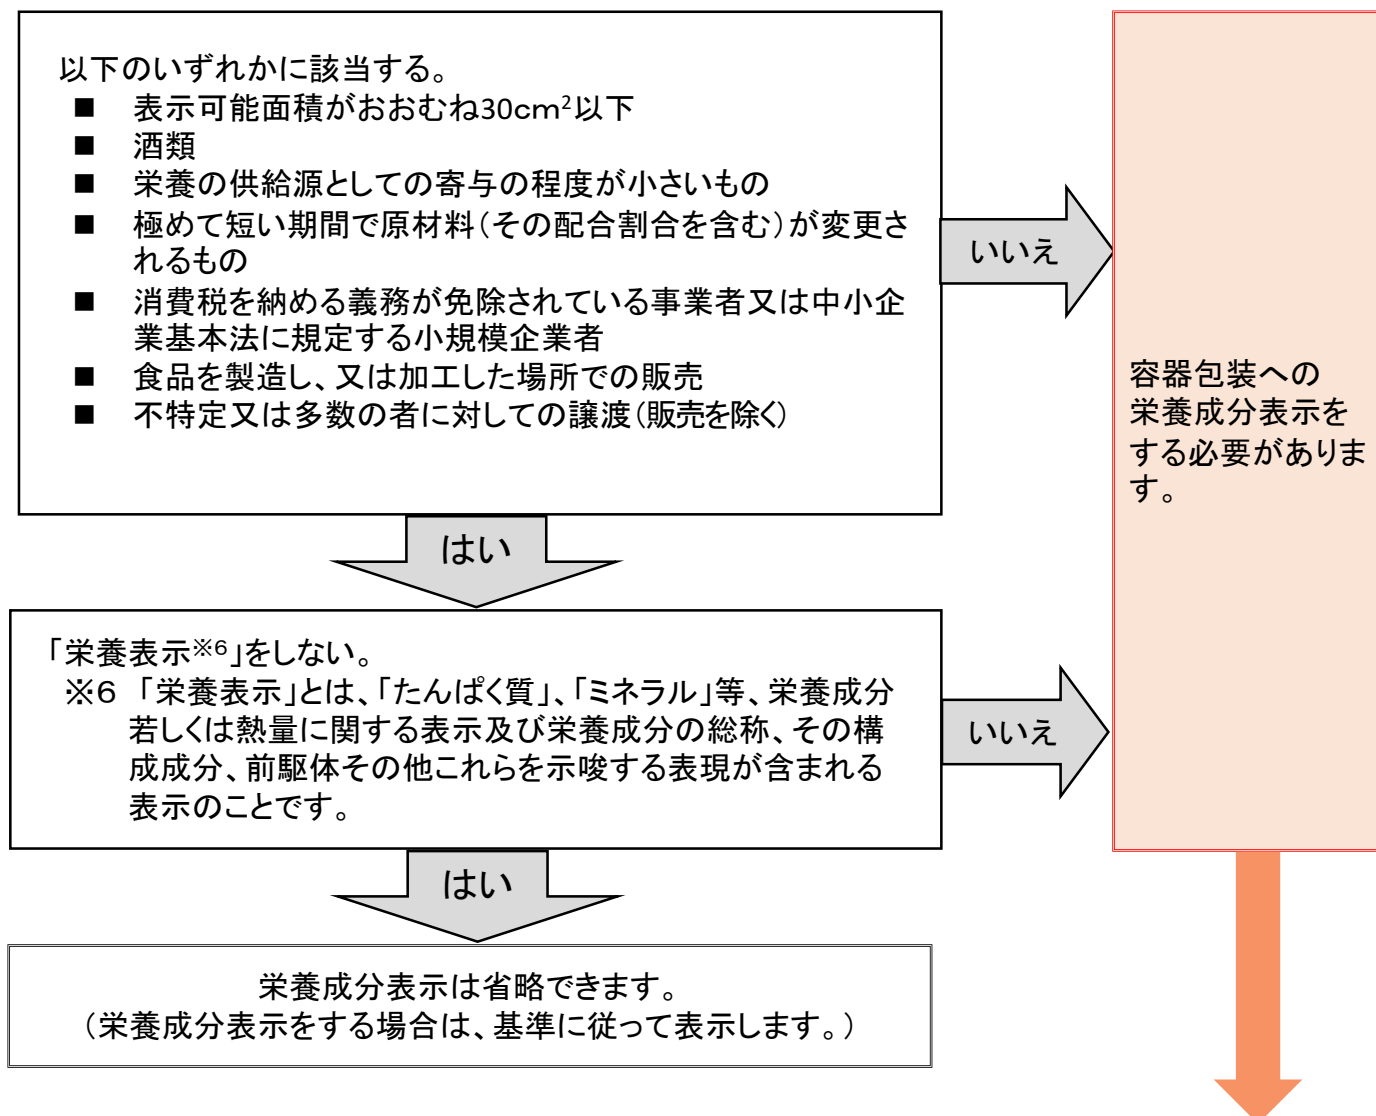 以下のいずれかに該当する。
■ 表示可能面積がおおむね30cm²以下
■ 酒類
■ 栄養の供給源としての寄与の程度が小さいもの
■ 極めて短い期間で原材料(その配合割合を含む)が変更さ
れるもの
■ 消費税を納める義務が免除されている事業者又は中小企
業基本法に規定する小規模企業者
■ 食品を製造し、又は加工した場所での販売
■ 不特定又は多数の者に対しての譲渡(販売を除く)
いいえ
容器包装への
栄養成分表示を
する必要がありま
す。
はい
「栄養表示※6」をしない。
※6 「栄養表示」とは、「たんぱく質」、「ミネラル」等、栄養成分
若しくは熱量に関する表示及び栄養成分の総称、その構
成成分、前駆体その他これらを示唆する表現が含まれる
表示のことです。
いいえ
はい
栄養成分表示は省略できます。
(栄養成分表示をする場合は、基準に従って表示します。)